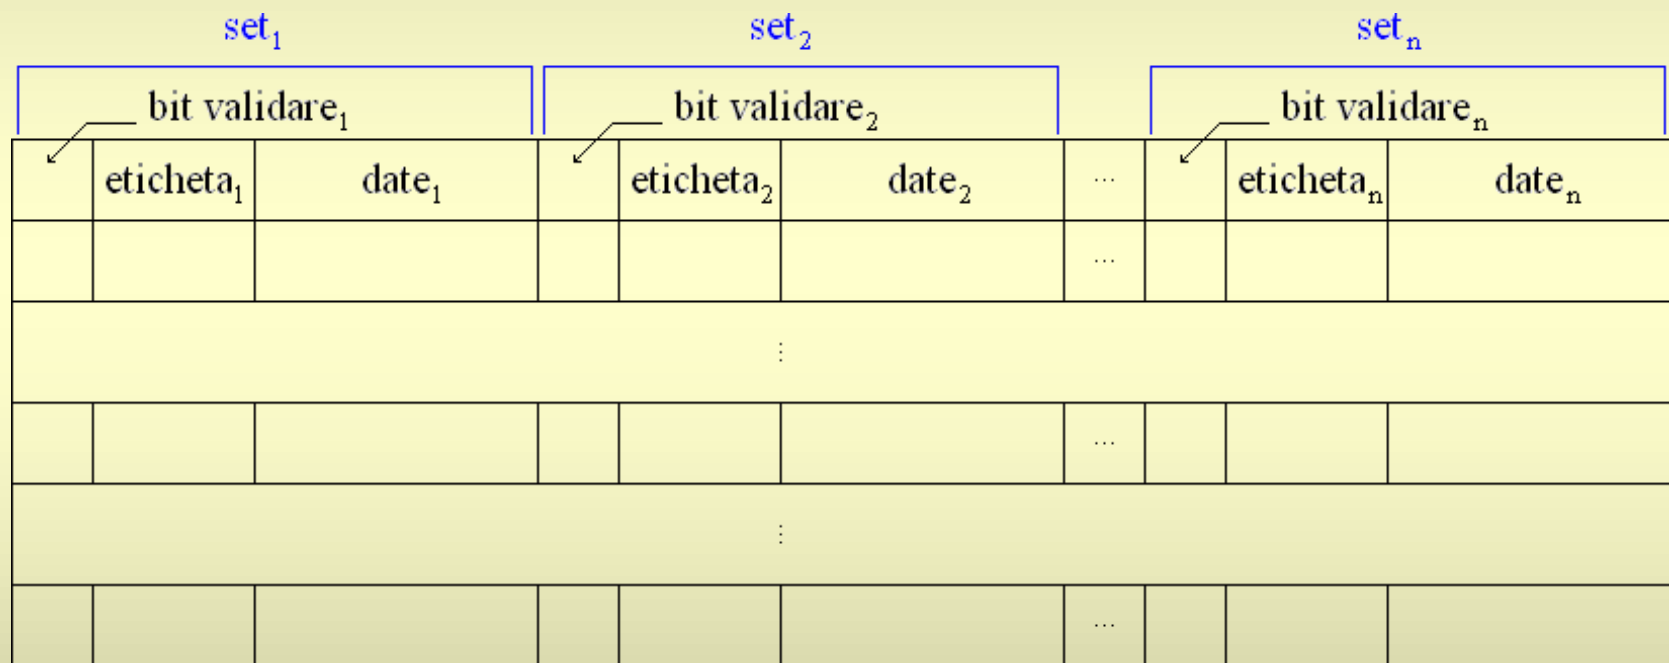 set₁ set₂ setₙ
bit validare₁ bit validare₂ bit validareₙ
eticheta₁ date₁ eticheta₂ date₂ ... etichetaₙ dateₙ
...
⋮
...
⋮
...